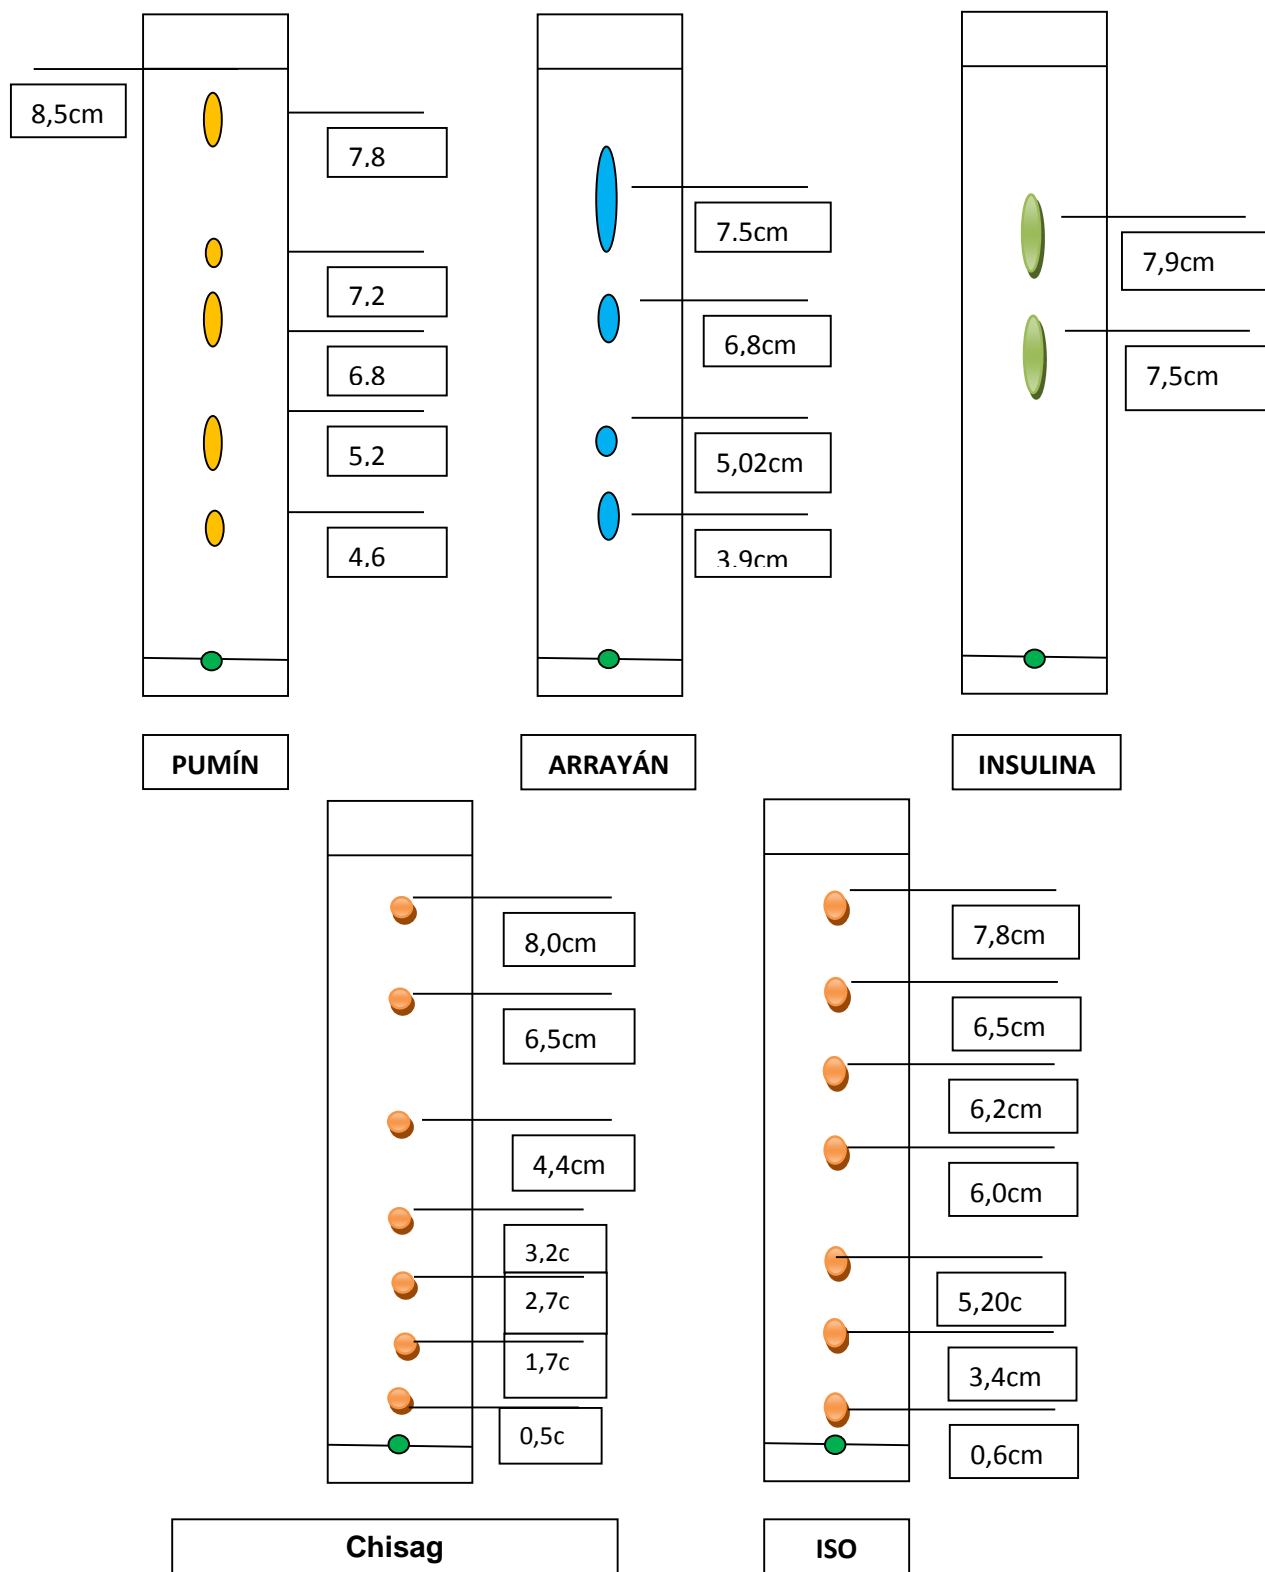 8,5cm
7,8
7,2
6,8
5,2
4,6
7,5cm
6,8cm
5,02cm
3,9cm
7,9cm
7,5cm
PUMÍN
ARRAYÁN
INSULINA
8,0cm
6,5cm
4,4cm
3,2c
2,7c
1,7c
0,5c
7,8cm
6,5cm
6,2cm
6,0cm
5,20c
3,4cm
0,6cm
Chisag
ISO